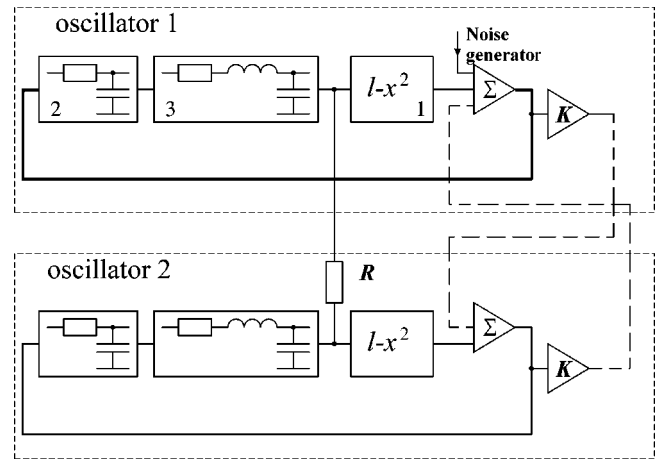 oscillator 1
Noise
generator
2
3
l-x²
1
Σ
K
oscillator 2
R
l-x²
Σ
K